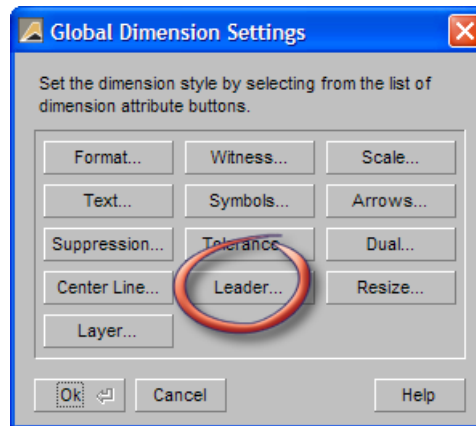 Global Dimension Settings
Set the dimension style by selecting from the list of
dimension attribute buttons.
Format... Witness... Scale...
Text... Symbols... Arrows...
Suppression... Tolerance... Dual...
Center Line... Leader... Resize...
Layer...
Ok Cancel Help